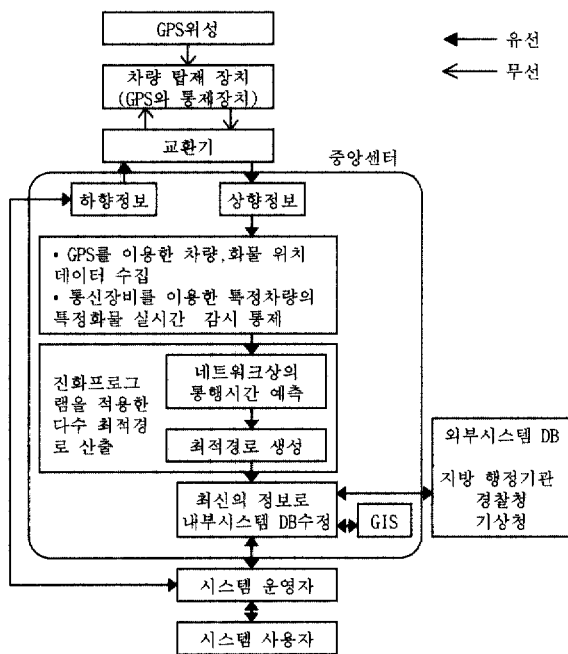 GPS위성
유선
무선
차량 탑재 장치
(GPS와 통제장치)
교환기
중앙센터
하향정보
상향정보
• GPS를 이용한 차량,화물 위치
데이터 수집
• 통신장비를 이용한 특정차량의
특정화물 실시간 감시 통제
진화프로그
램을 적용한
다수 최적경
로 산출
네트워크상의
통행시간 예측
최적경로 생성
최신의 정보로
내부시스템 DB수정
GIS
외부시스템 DB
지방 행정기관
경찰청
기상청
시스템 운영자
시스템 사용자